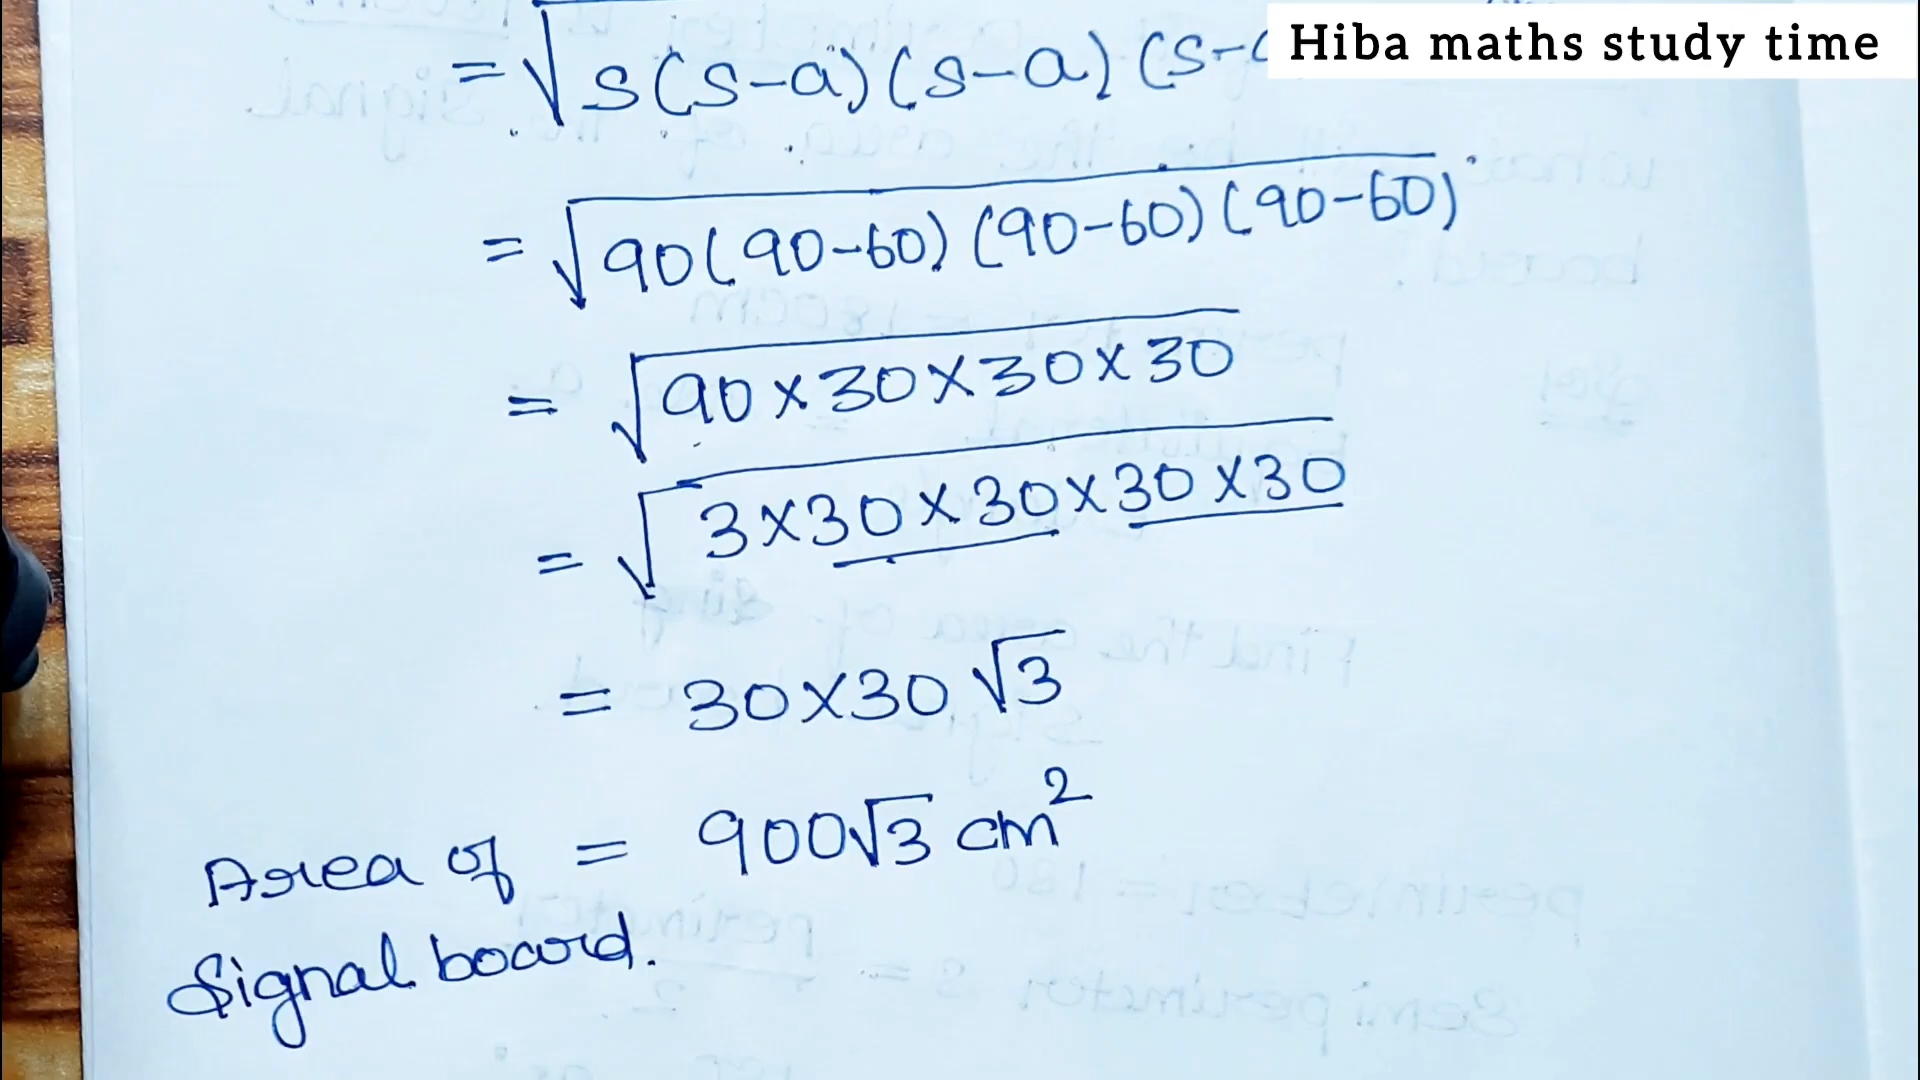 Hiba maths study time
= √s(s-a)(s-a)(s-
= √90(90-60)(90-60)(90-60)
= √90×30×30×30
= √3×30×30×30×30
= 30×30√3
Area of = 900√3 cm²
Signal board.